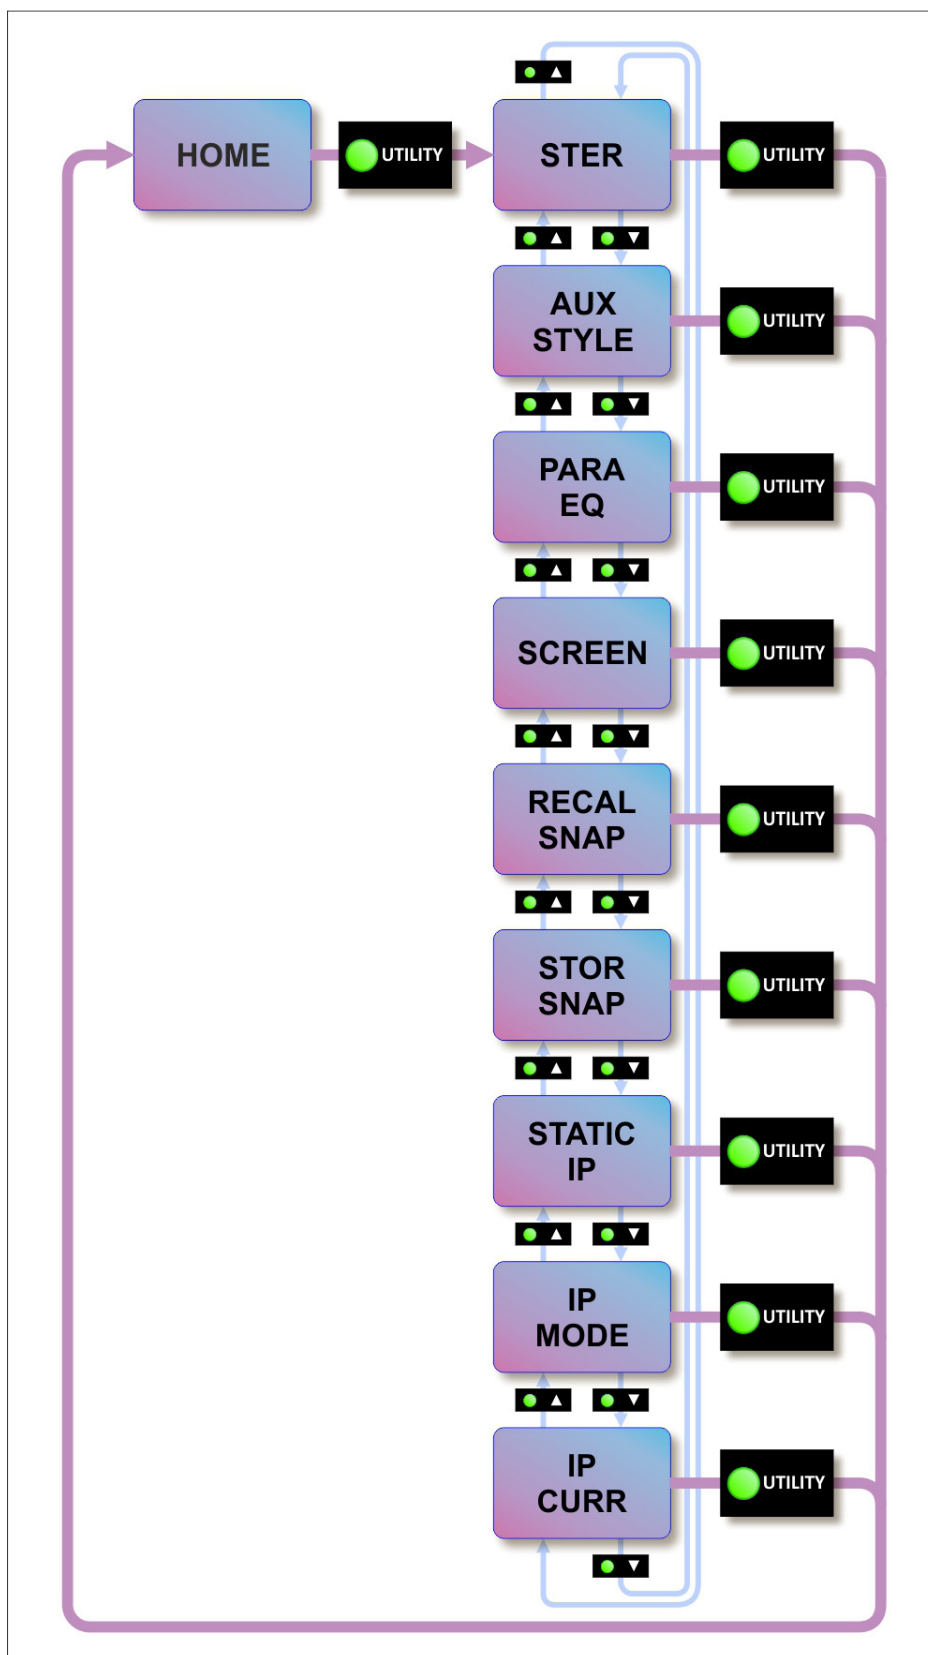 HOME
UTILITY
STER
UTILITY
AUX
STYLE
UTILITY
PARA
EQ
UTILITY
SCREEN
UTILITY
RECAL
SNAP
UTILITY
STOR
SNAP
UTILITY
STATIC
IP
UTILITY
IP
MODE
UTILITY
IP
CURR
UTILITY